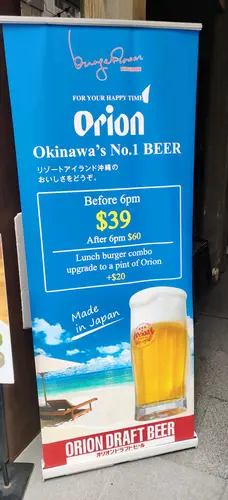 FOR YOUR HAPPY TIME
Orion
Okinawa's No.1 BEER
リゾートアイランド沖縄の
おいしさをどうぞ。
Before 6pm
$39
After 6pm $60
Lunch burger combo
upgrade to a pint of Orion
+$20
Made
in Japan
ORION DRAFT BEER
オリオンドラフトビール